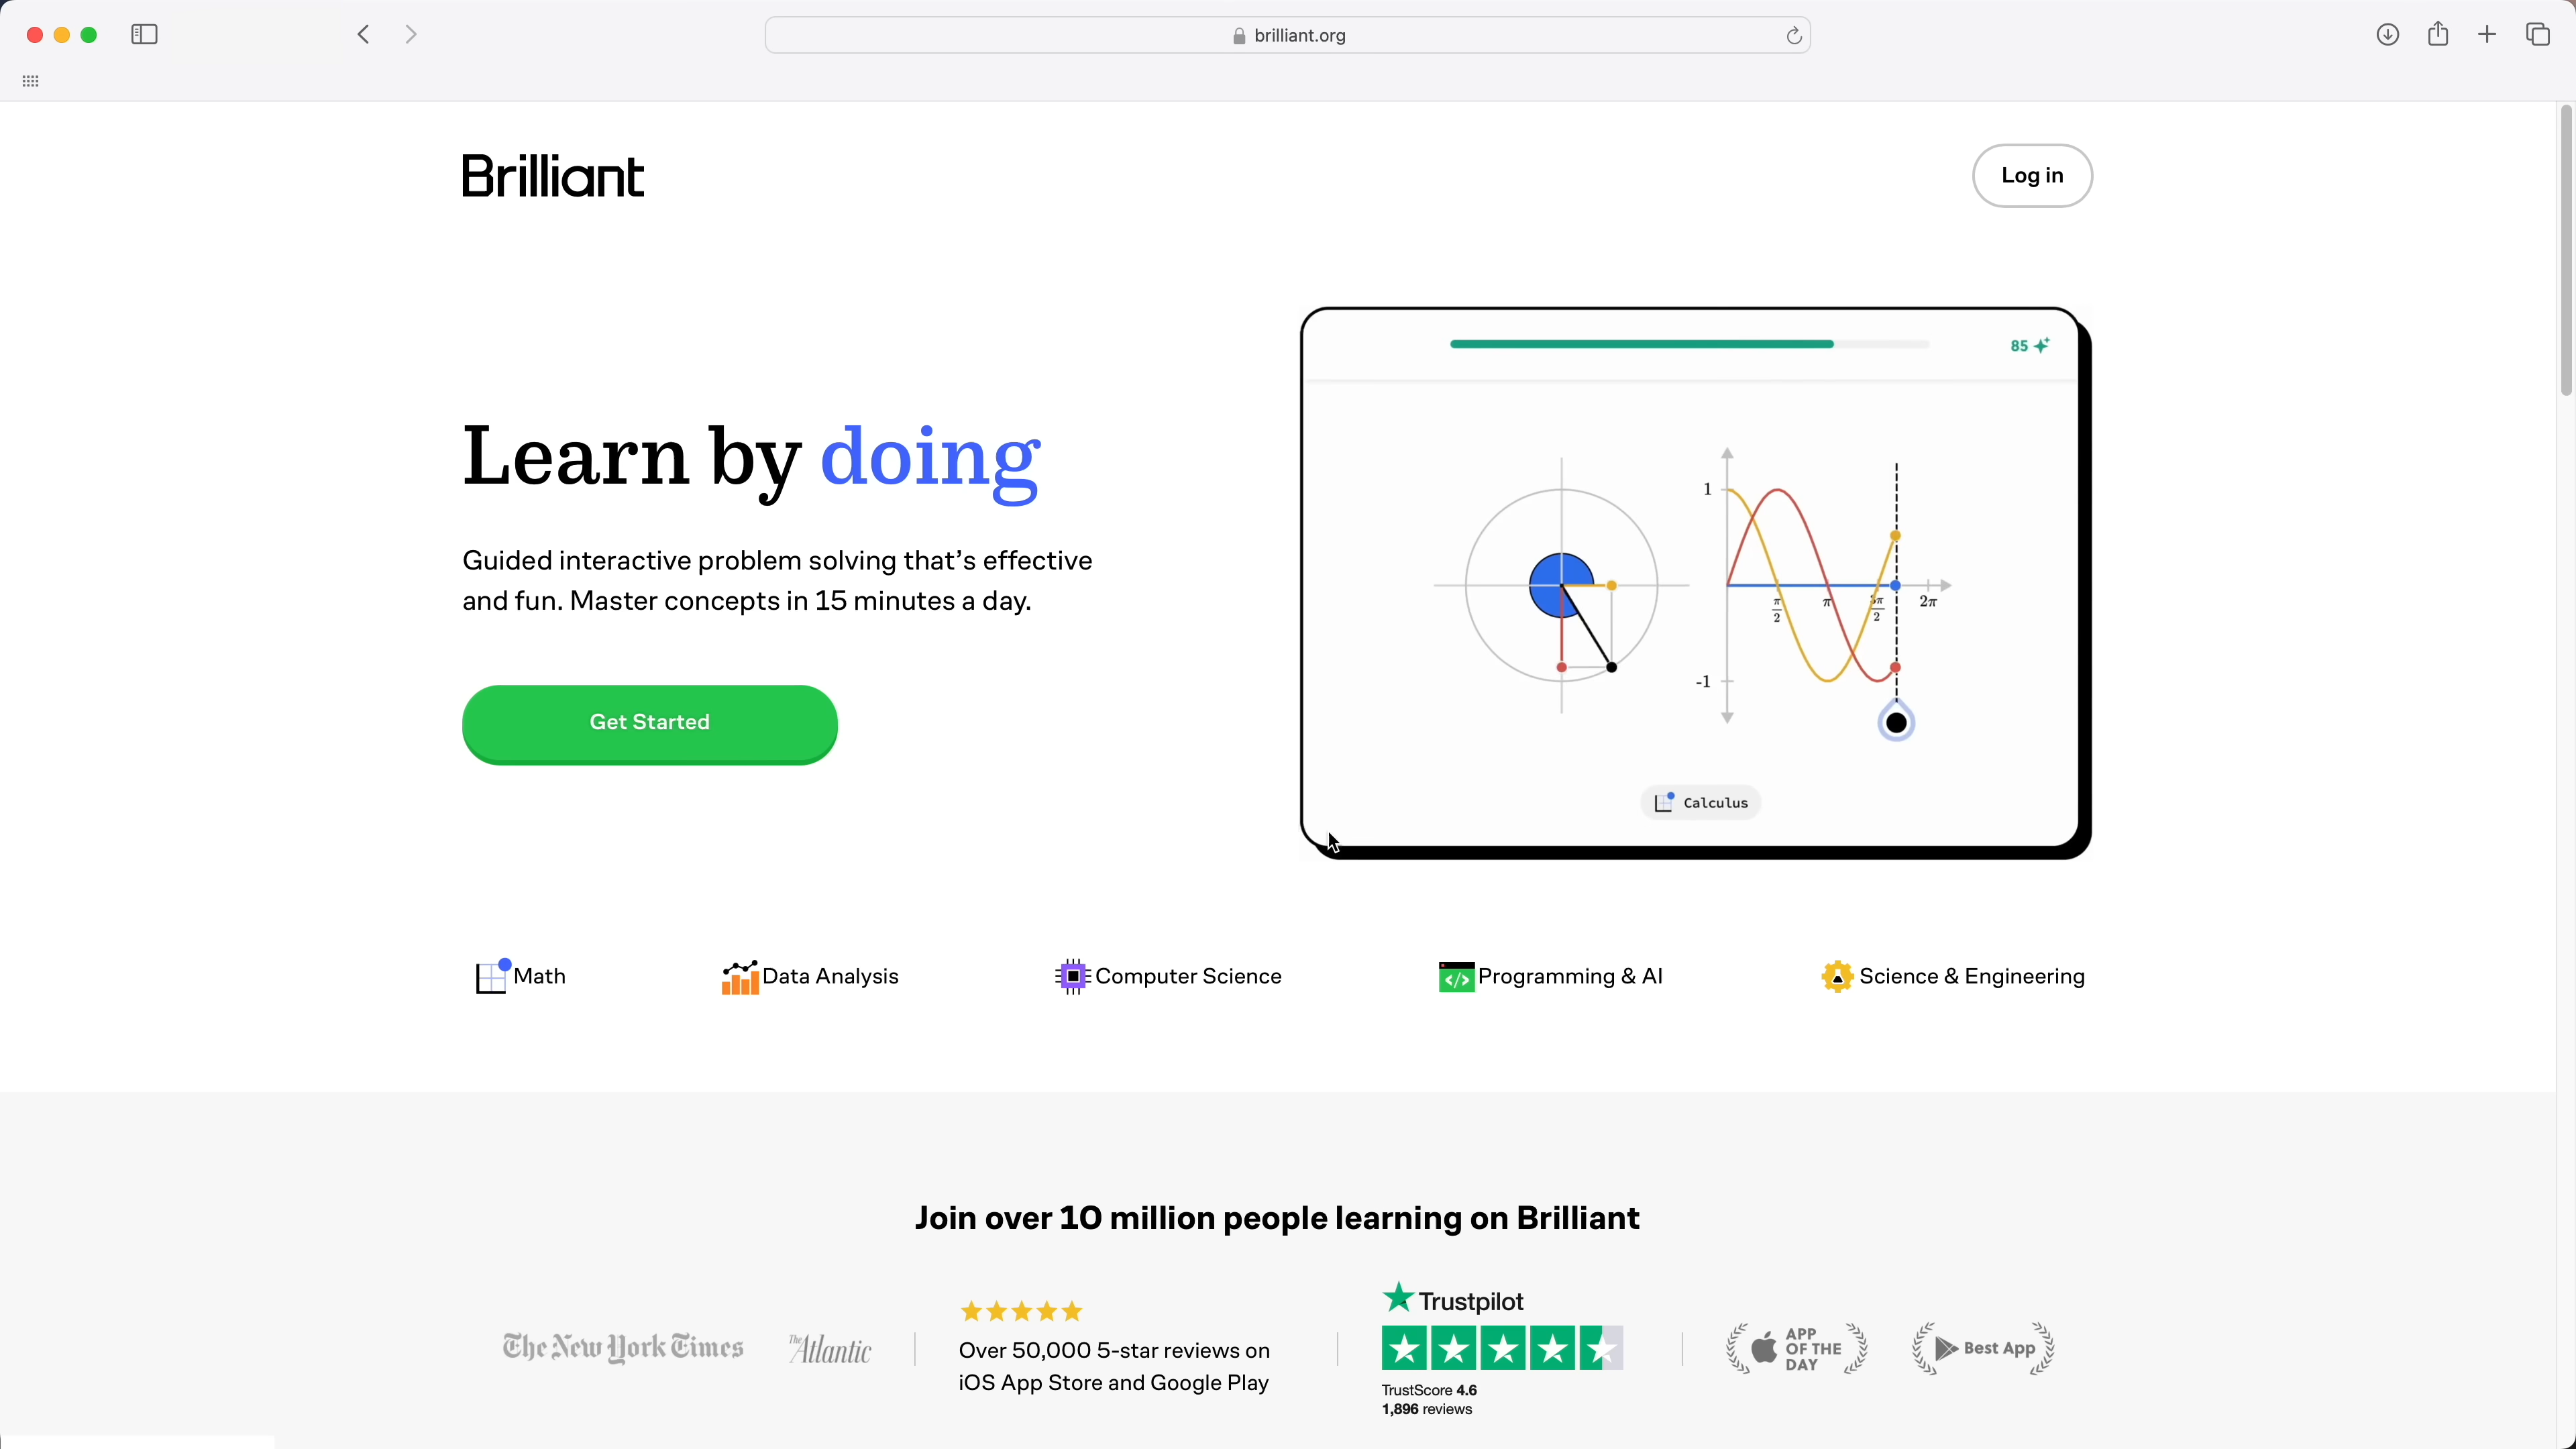 brilliant.org
Brilliant
Log in
85
Learn by doing
Guided interactive problem solving that's effective
and fun. Master concepts in 15 minutes a day.
Get Started
1
-1
π/2
π
3π/2
2π
Calculus
Math
Data Analysis
Computer Science
</> Programming & AI
Science & Engineering
Join over 10 million people learning on Brilliant
The New York Times
The Atlantic
Over 50,000 5-star reviews on
iOS App Store and Google Play
Trustpilot
TrustScore 4.6
1,896 reviews
APP
OF THE
DAY
Best App